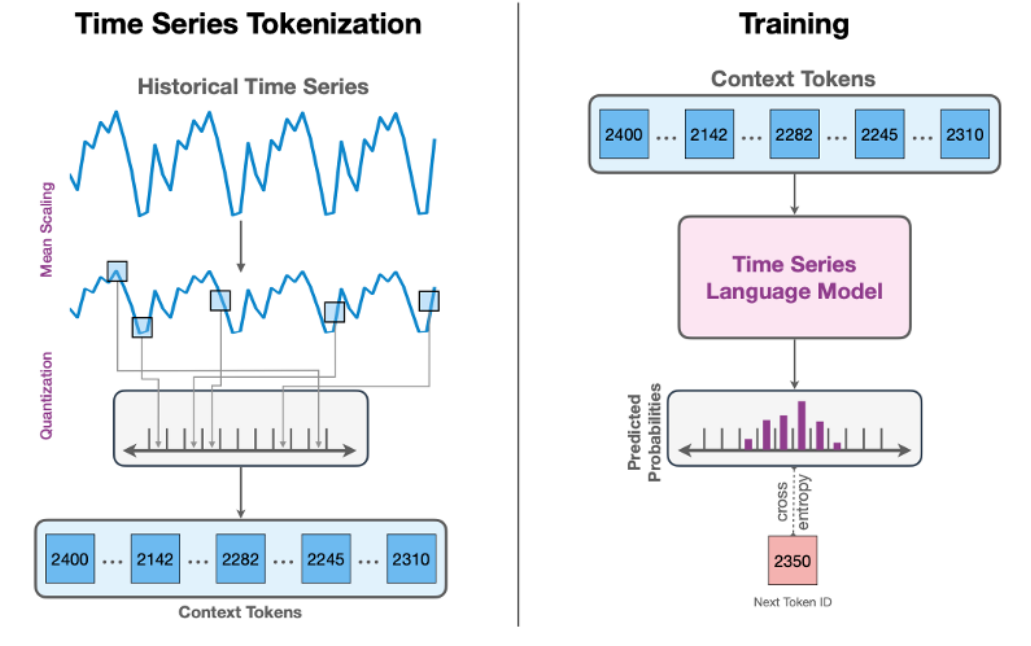 Time Series Tokenization
Historical Time Series
Mean Scaling
Quantization
2400 ... 2142 ... 2282 ... 2245 ... 2310
Context Tokens
Training
Context Tokens
2400 ... 2142 ... 2282 ... 2245 ... 2310
Time Series
Language Model
Predicted
Probabilities
cross
entropy
2350
Next Token ID